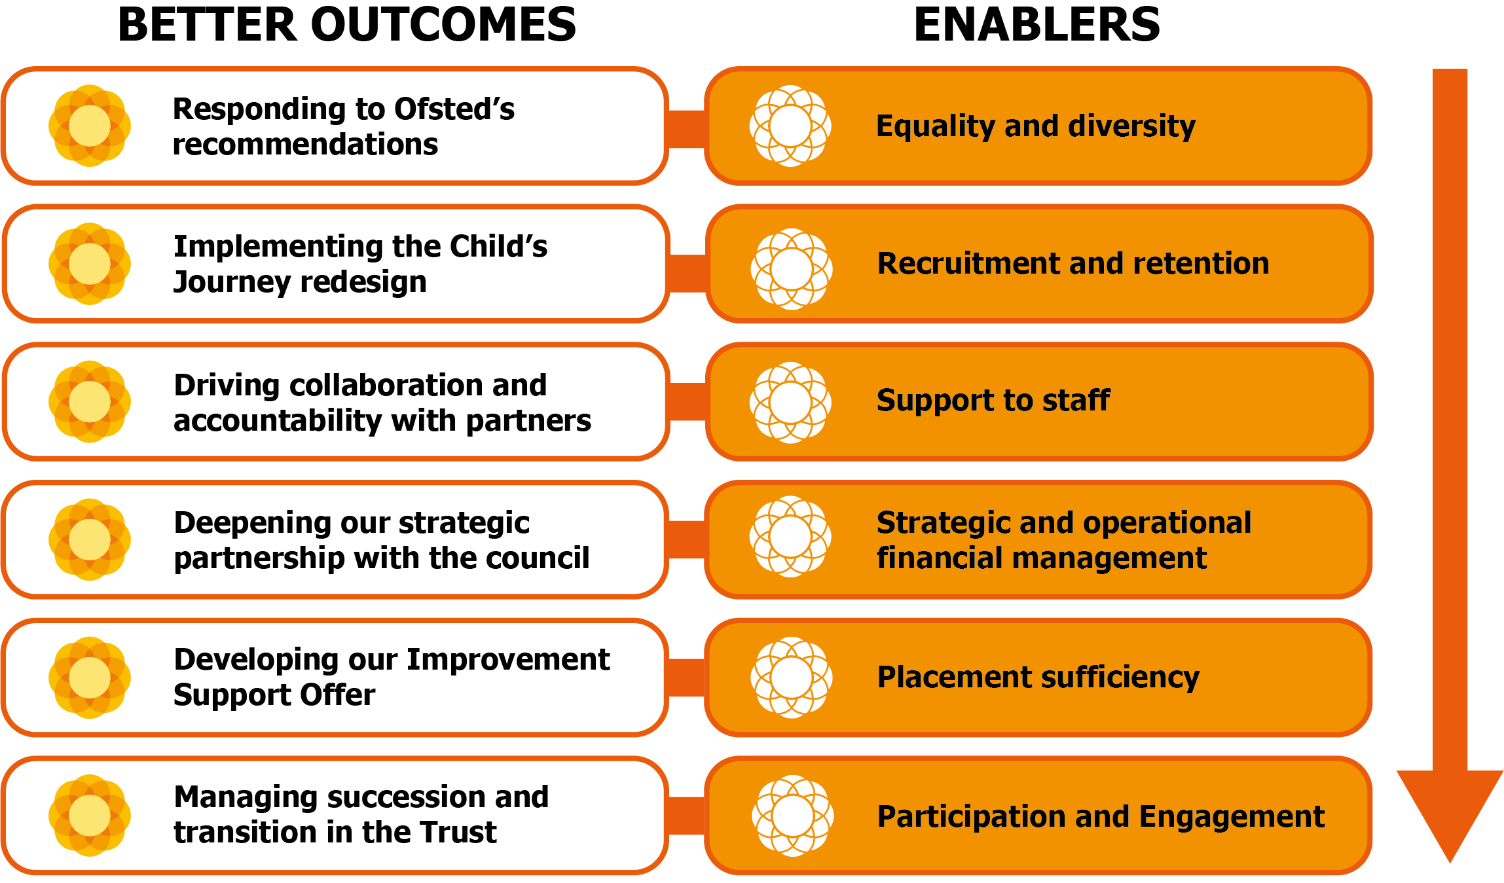 BETTER OUTCOMES
ENABLERS
Responding to Ofsted's
recommendations
Equality and diversity
Implementing the Child's
Journey redesign
Recruitment and retention
Driving collaboration and
accountability with partners
Support to staff
Deepening our strategic
partnership with the council
Strategic and operational
financial management
Developing our Improvement
Support Offer
Placement sufficiency
Managing succession and
transition in the Trust
Participation and Engagement